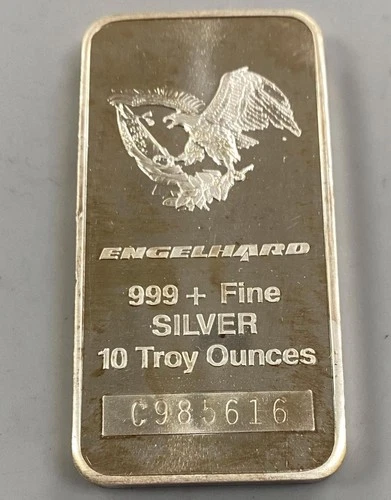 ENGELHARD
999 + Fine
SILVER
10 Troy Ounces
C985616